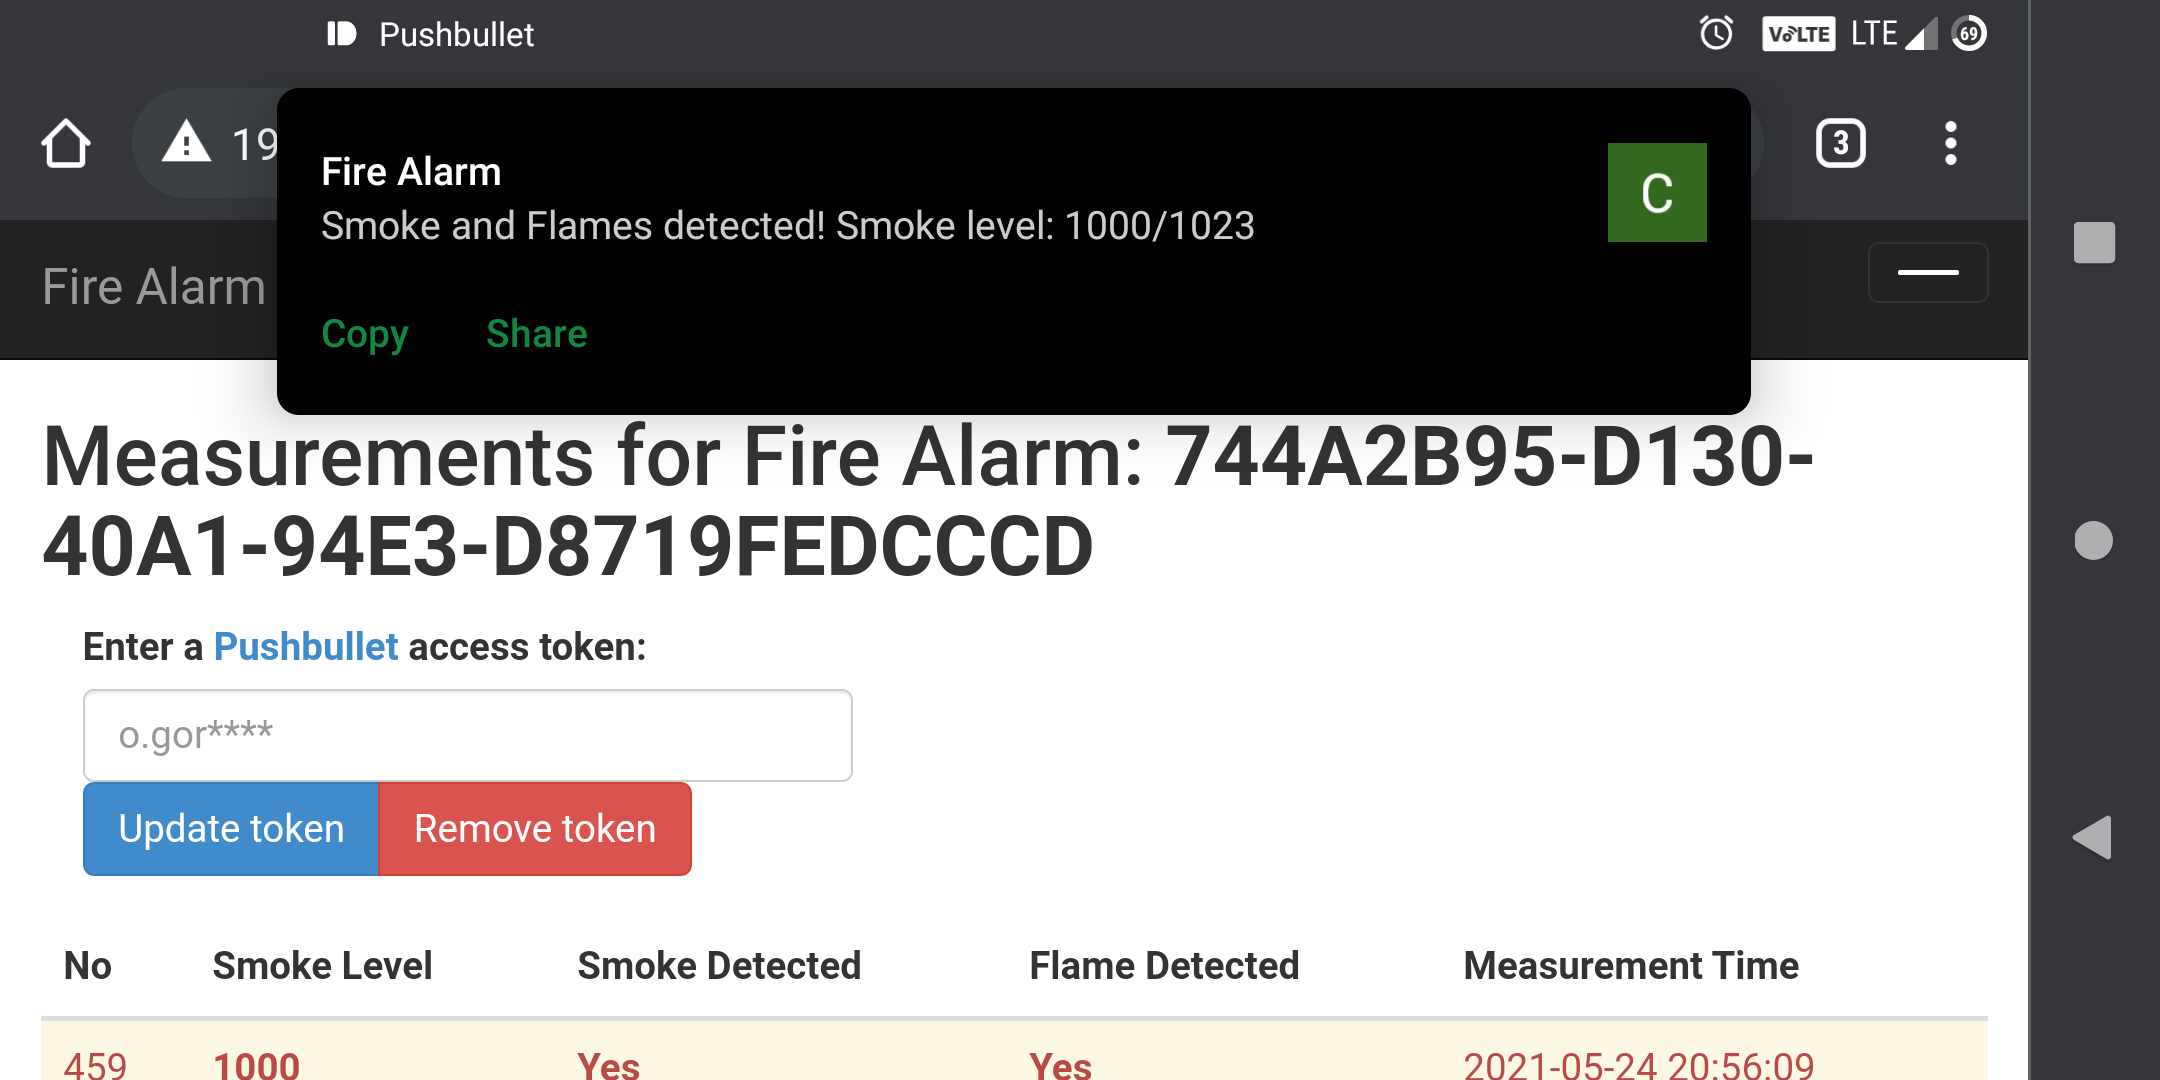 Pushbullet
VoLTE LTE 69
19
3
Fire Alarm
Smoke and Flames detected! Smoke level: 1000/1023
C
Copy Share
Fire Alarm
Measurements for Fire Alarm: 744A2B95-D130-
40A1-94E3-D8719FEDCCCD
Enter a Pushbullet access token:
o.gor****
Update token Remove token
No Smoke Level Smoke Detected Flame Detected Measurement Time
459 1000 Yes Yes 2021-05-24 20:56:09